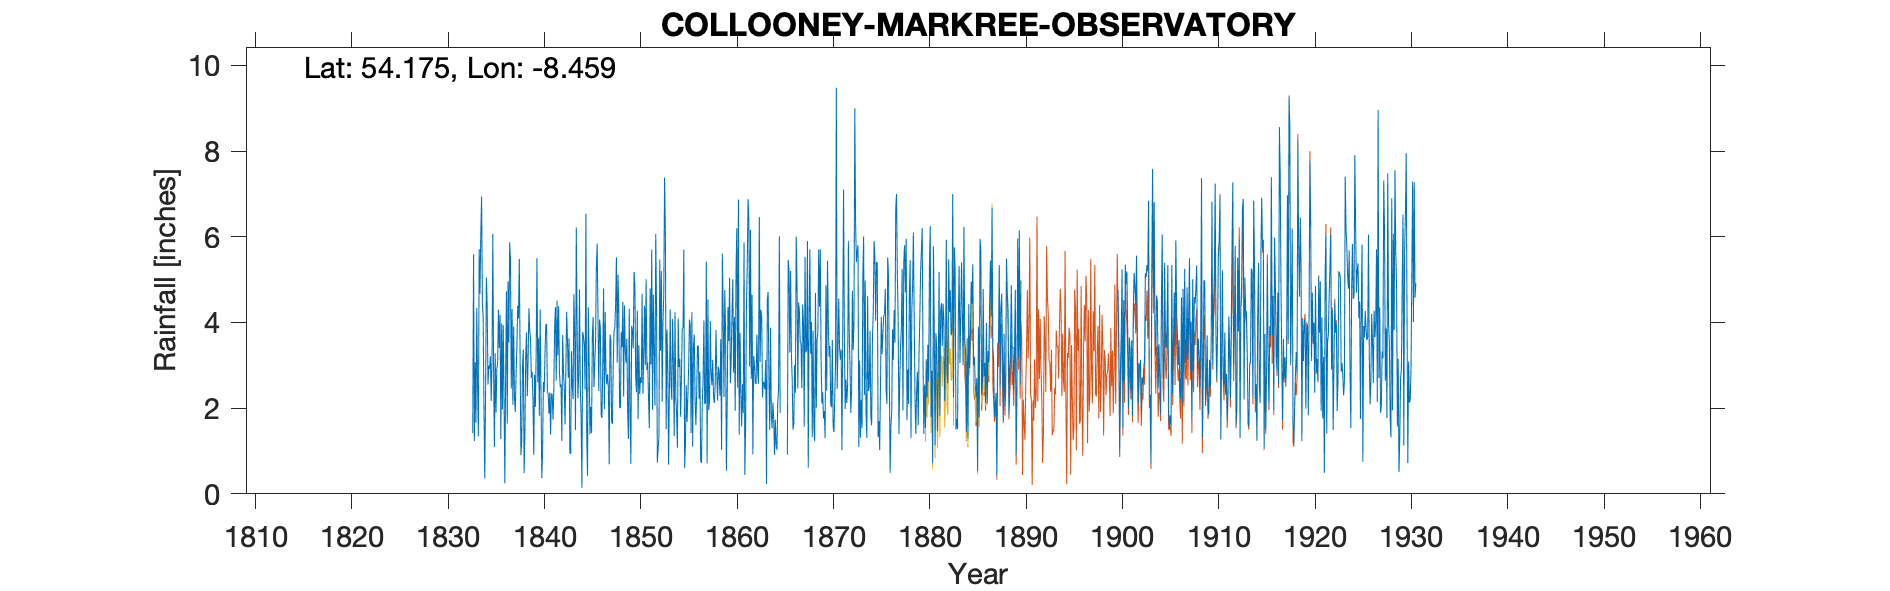 COLLOONEY-MARKREE-OBSERVATORY
Lat: 54.175, Lon: -8.459
10
8
6
4
2
0
Rainfall [inches]
1810 1820 1830 1840 1850 1860 1870 1880 1890 1900 1910 1920 1930 1940 1950 1960
Year